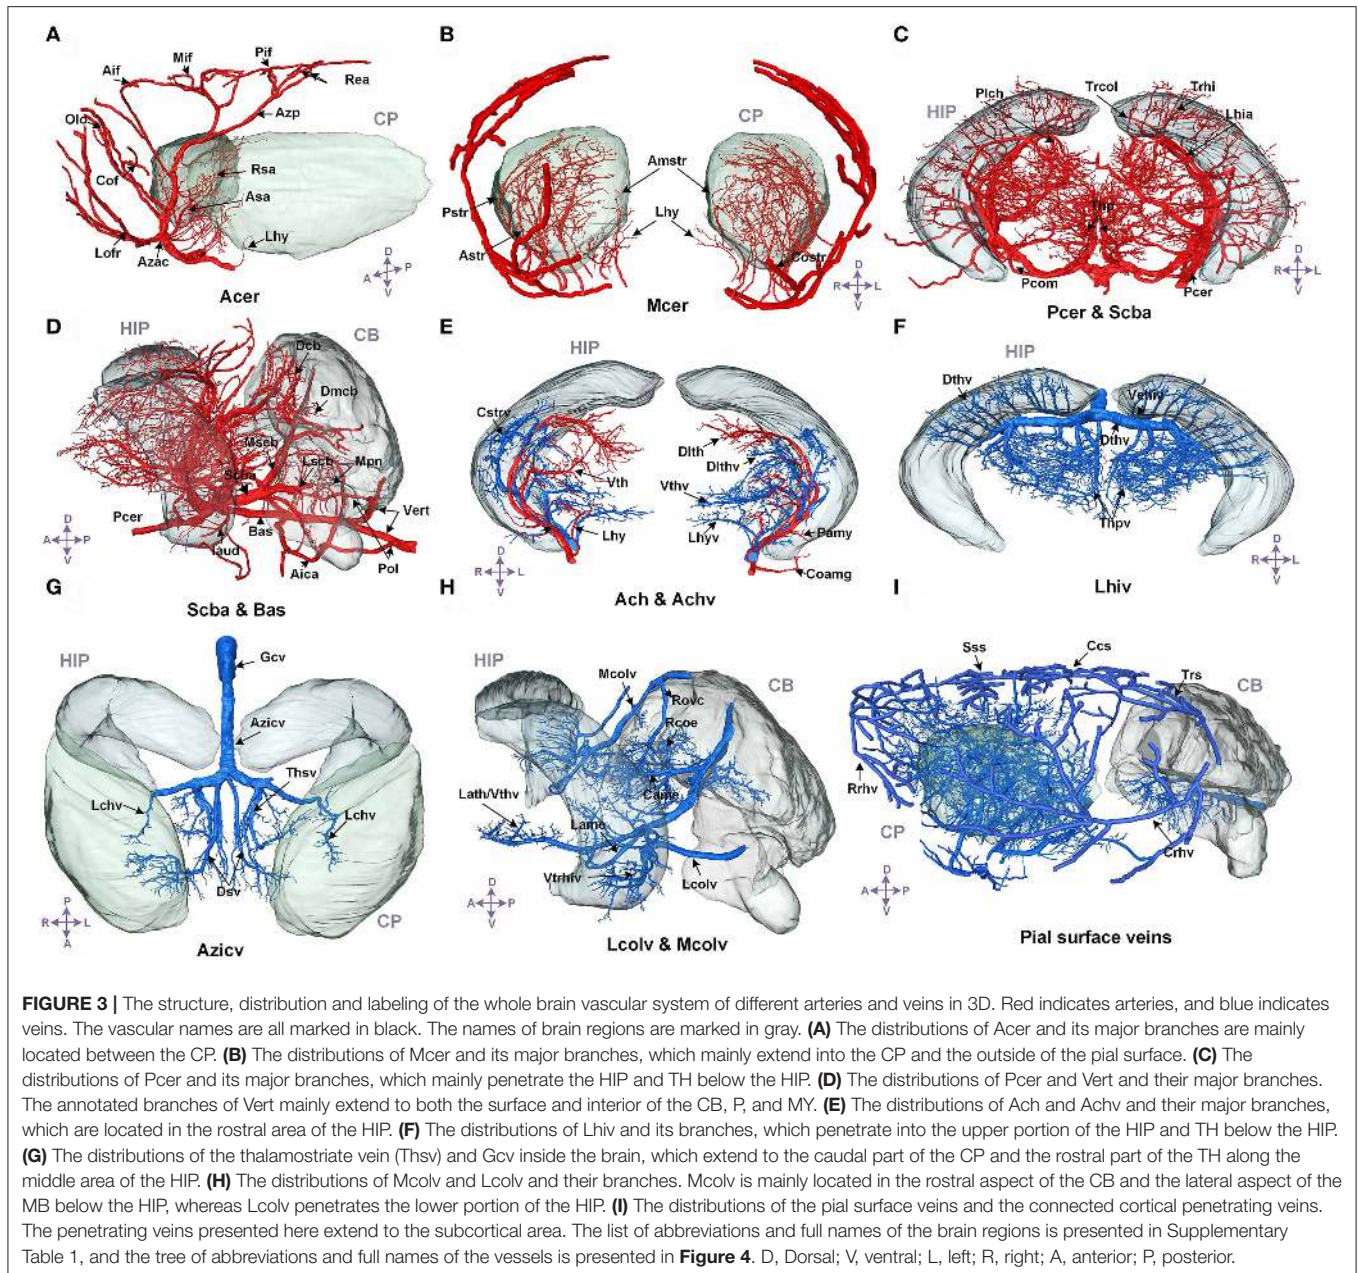 A
Aif
Mif
Pif
Rea
Azp
Olo
CP
Cof
Rsa
Asa
Lofr
Azac
Lhy
D
A P
V
Acer
B
CP
Amstr
Pstr
Lhy
Astr
Costr
D
R L
V
Mcer
C
HIP
Plch
Trcol
Trhi
Lhia
Thp
Pcom
Pcer
D
R L
V
Pcer & Scba
D
HIP
CB
Dcb
Dmcb
Mscb
Lscb
Mpn
Scba
Pcer
Vert
Bas
Iaud
Aica
Pol
D
A P
V
Scba & Bas
E
HIP
Cstrv
Dlth
Dlthv
Vth
Vthv
Lhy
Lhyv
Pamy
Coamg
D
R L
V
Ach & Achv
F
HIP
Dthv
Dthv
Thpv
D
R L
V
Lhiv
G
Gcv
HIP
Azicv
Thsv
Lchv
Lchv
Dsv
P
R L
A
CP
Azicv
H
HIP
Mcolv
CB
Rovc
Rcoe
Came
Lath/Vthv
Lame
Vtrhiv
Lcolv
D
A P
V
Lcolv & Mcolv
I
Sss
Ccs
Trs
CB
Rrhv
CP
Crhv
D
A P
V
Pial surface veins
FIGURE 3 | The structure, distribution and labeling of the whole brain vascular system of different arteries and veins in 3D. Red indicates arteries, and blue indicates
veins. The vascular names are all marked in black. The names of brain regions are marked in gray. (A) The distributions of Acer and its major branches are mainly
located between the CP. (B) The distributions of Mcer and its major branches, which mainly extend into the CP and the outside of the pial surface. (C) The
distributions of Pcer and its major branches, which mainly penetrate the HIP and TH below the HIP. (D) The distributions of Pcer and Vert and their major branches.
The annotated branches of Vert mainly extend to both the surface and interior of the CB, P, and MY. (E) The distributions of Ach and Achv and their major branches,
which are located in the rostral area of the HIP. (F) The distributions of Lhiv and its branches, which penetrate into the upper portion of the HIP and TH below the HIP.
(G) The distributions of the thalamostriate vein (Thsv) and Gcv inside the brain, which extend to the caudal part of the CP and the rostral part of the TH along the
middle area of the HIP. (H) The distributions of Mcolv and Lcolv and their branches. Mcolv is mainly located in the rostral aspect of the CB and the lateral aspect of the
MB below the HIP, whereas Lcolv penetrates the lower portion of the HIP. (I) The distributions of the pial surface veins and the connected cortical penetrating veins.
The penetrating veins presented here extend to the subcortical area. The list of abbreviations and full names of the brain regions is presented in Supplementary
Table 1, and the tree of abbreviations and full names of the vessels is presented in Figure 4. D, Dorsal; V, ventral; L, left; R, right; A, anterior; P, posterior.